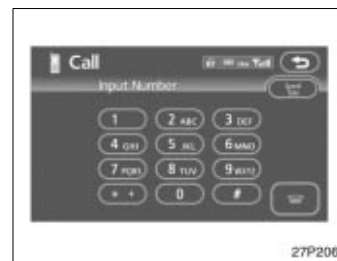 Call
Input Number
1 2 ABC 3 DEF
4 GHI 5 JKL 6 MNO
7 PQRS 8 TUV 9 WXYZ
* + 0 #
27P206